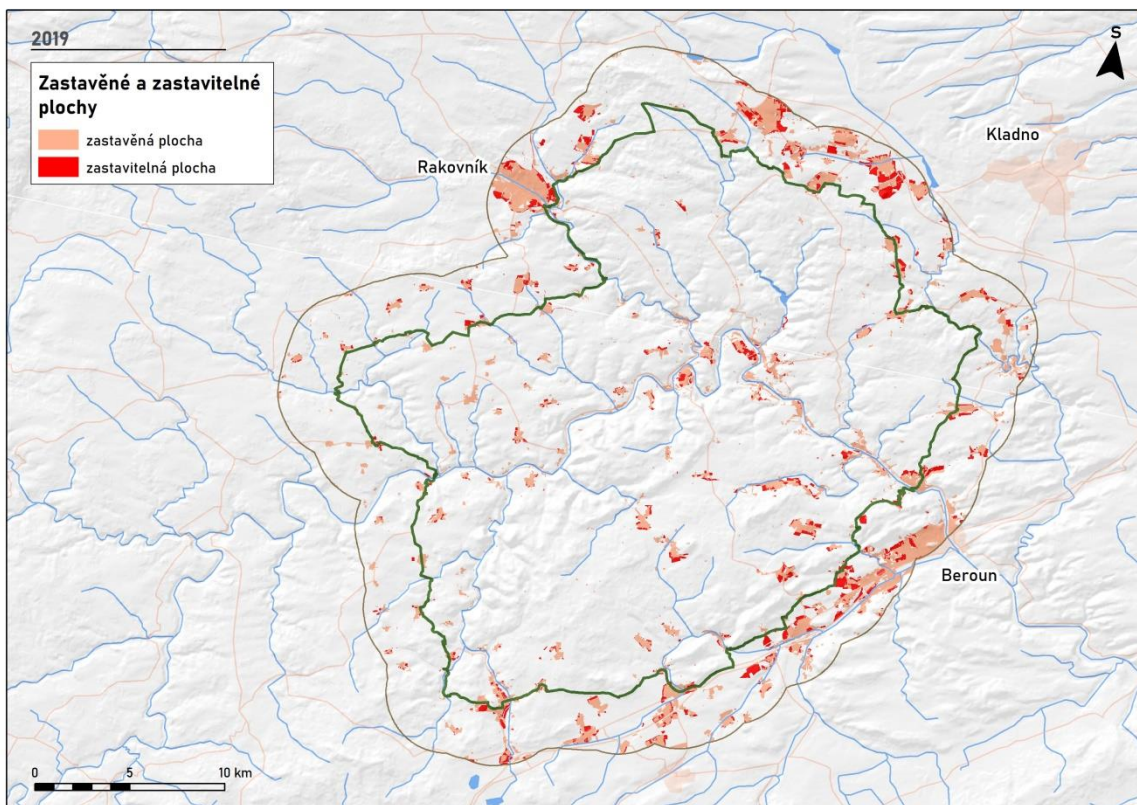 2019
Zastavěné a zastavitelné
plochy
zastavěná plocha
zastavitelná plocha
S
Kladno
Rakovník
Beroun
0 5 10 km